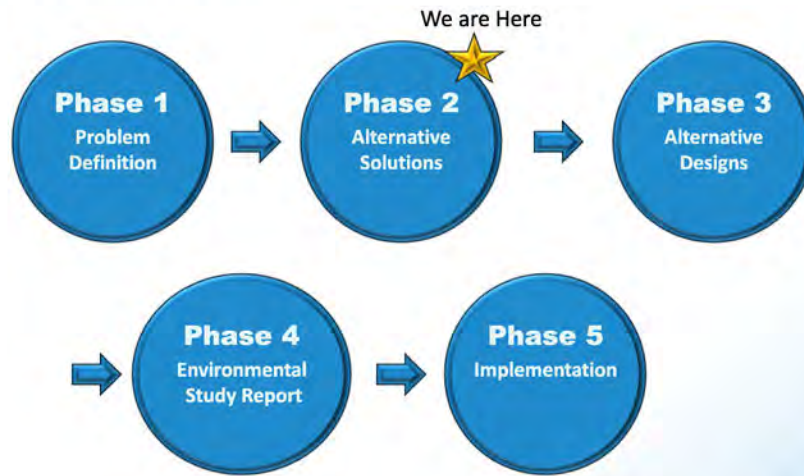 We are Here
Phase 1
Problem
Definition
Phase 2
Alternative
Solutions
Phase 3
Alternative
Designs
Phase 4
Environmental
Study Report
Phase 5
Implementation